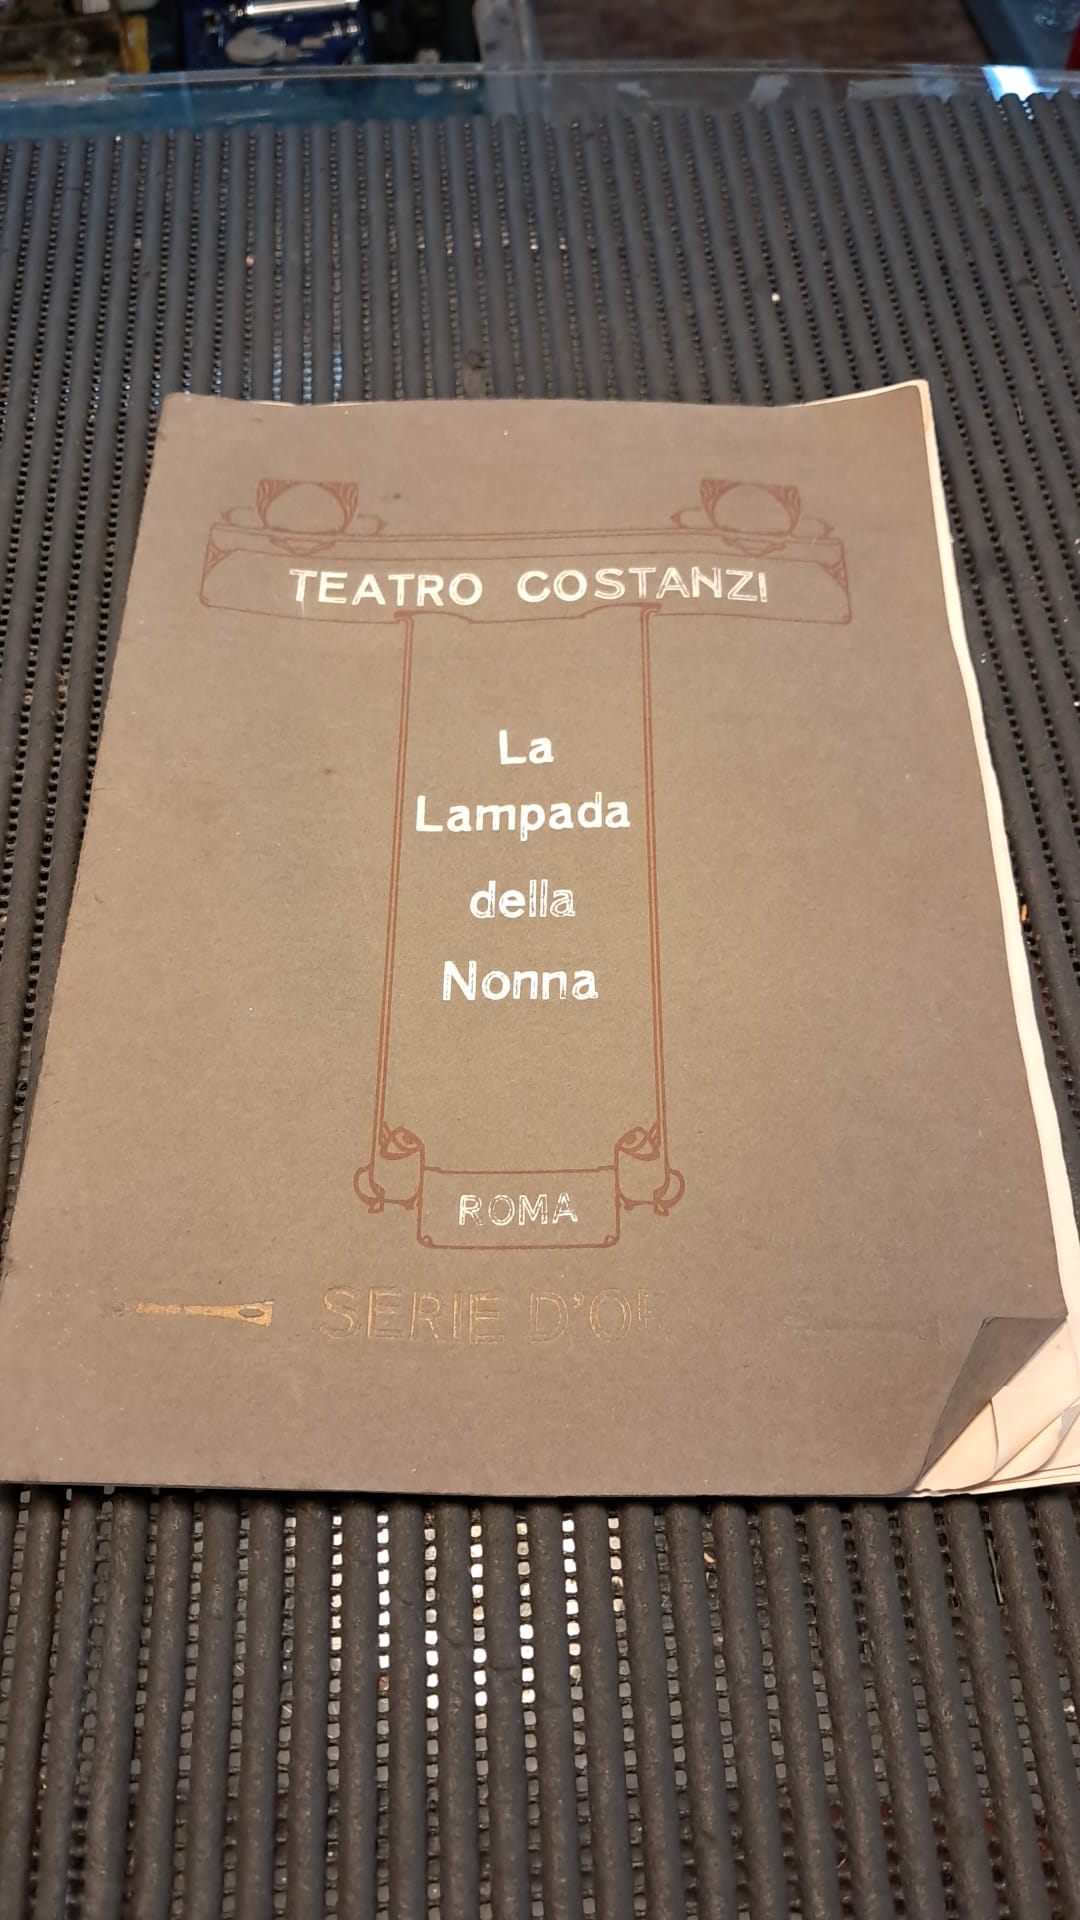 TEATRO COSTANZI
La
Lampada
della
Nonna
ROMA
SERIE D'O